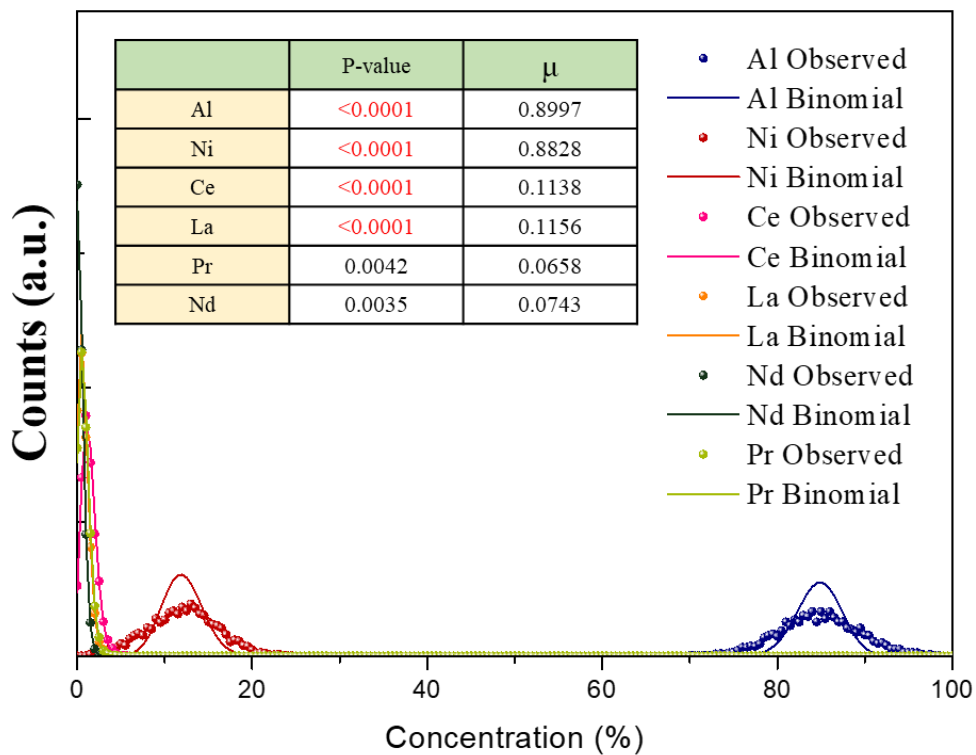 P-value μ
Al <0.0001 0.8997
Ni <0.0001 0.8828
Ce <0.0001 0.1138
La <0.0001 0.1156
Pr 0.0042 0.0658
Nd 0.0035 0.0743
Al Observed
Al Binomial
Ni Observed
Ni Binomial
Ce Observed
Ce Binomial
La Observed
La Binomial
Nd Observed
Nd Binomial
Pr Observed
Pr Binomial
Counts (a.u.)
0 20 40 60 80 100
Concentration (%)